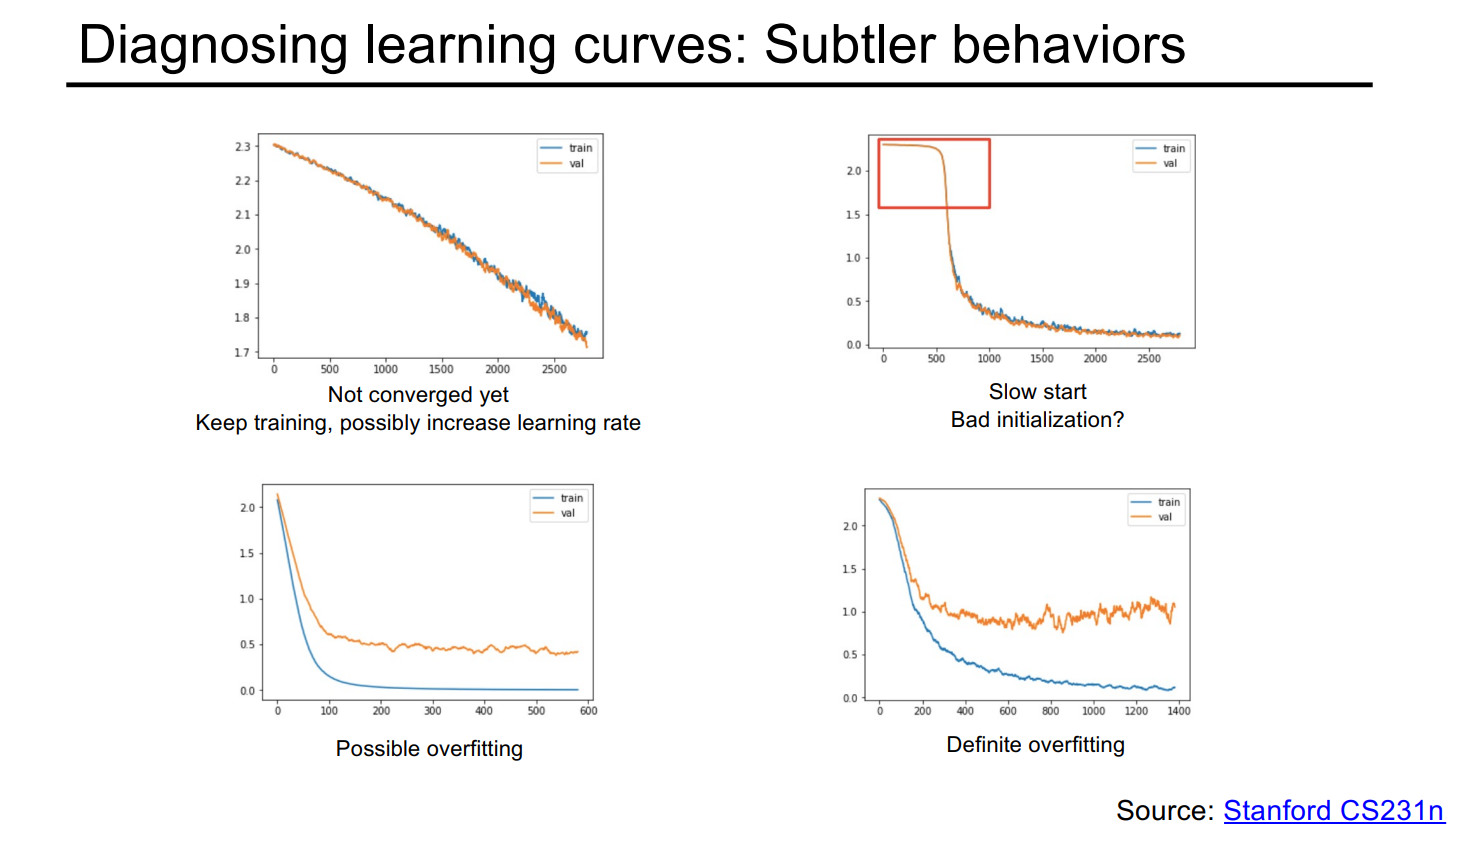 Diagnosing learning curves: Subtler behaviors
2.3
2.2
2.1
2.0
1.9
1.8
1.7
0 500 1000 1500 2000 2500
train
val
Not converged yet
Keep training, possibly increase learning rate
2.0
1.5
1.0
0.5
0.0
0 500 1000 1500 2000 2500
train
val
Slow start
Bad initialization?
2.0
1.5
1.0
0.5
0.0
0 100 200 300 400 500 600
train
val
Possible overfitting
2.0
1.5
1.0
0.5
0.0
0 200 400 600 800 1000 1200 1400
train
val
Definite overfitting
Source: Stanford CS231n